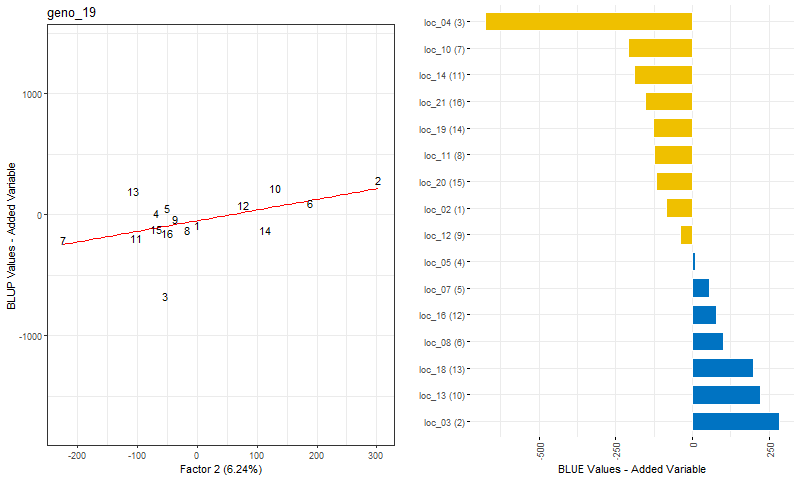 geno_19
BLUP Values - Added Variable
1000
0
-1000
13
5
4
9
1
15
16
8
11
7
3
12
10
14
6
2
-200
-100
0
100
200
300
Factor 2 (6.24%)
loc_04 (3)
loc_10 (7)
loc_14 (11)
loc_21 (16)
loc_19 (14)
loc_11 (8)
loc_20 (15)
loc_02 (1)
loc_12 (9)
loc_05 (4)
loc_07 (5)
loc_16 (12)
loc_08 (6)
loc_18 (13)
loc_13 (10)
loc_03 (2)
-500
-250
0
250
BLUE Values - Added Variable